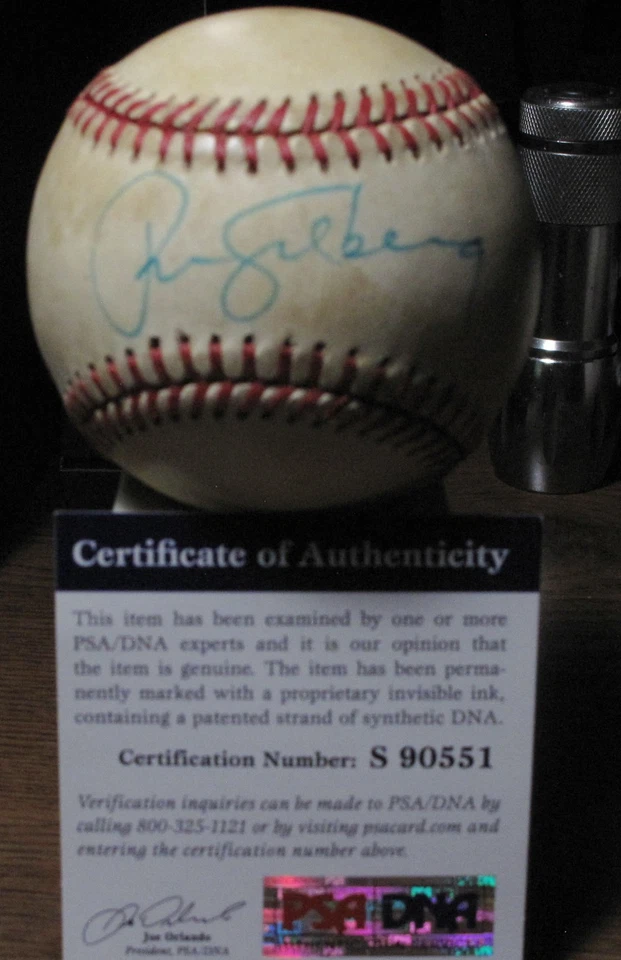 Certificate of Authenticity
This item has been examined by one or more
PSA/DNA experts and it is our opinion that
the item is genuine. The item has been perma-
nently marked with a proprietary invisible ink,
containing a patented strand of synthetic DNA.
Certification Number: S 90551
Verification inquiries can be made to PSA/DNA by
calling 800-325-1121 or by visiting psacard.com and
entering the certification number above.
Joe Orlando
President, PSA/DNA
PSA DNA